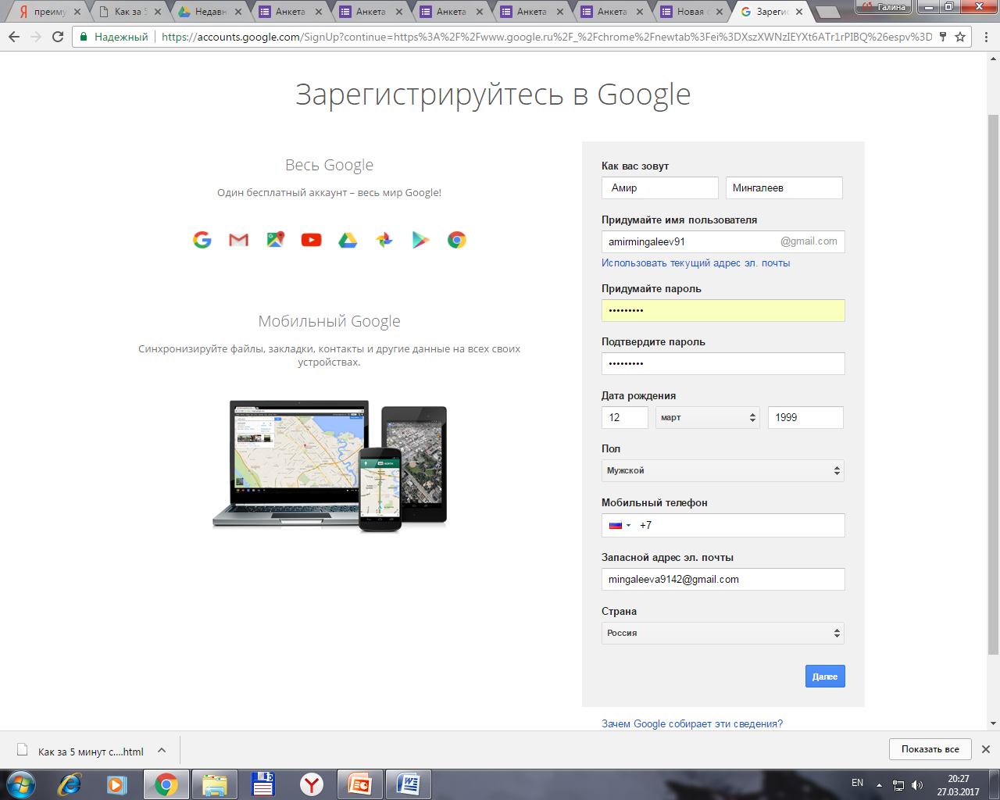 преиму
Как за 5
Недавн
Анкета
Анкета
Анкета
Анкета
Анкета
Новая
Зарегис
Галина
Надежный
https://accounts.google.com/SignUp?continue=https%3A%2F%2Fwww.google.ru%2F_%2Fchrome%2Fnewtab%3Fei%3DXszXWNzIEYXt6ATr1rPIBQ%26espv%3D
Зарегистрируйтесь в Google
Весь Google
Один бесплатный аккаунт – весь мир Google!
Мобильный Google
Синхронизируйте файлы, закладки, контакты и другие данные на всех своих
устройствах.
Как вас зовут
Амир
Мингалеев
Придумайте имя пользователя
amirmingaleev91
@gmail.com
Использовать текущий адрес эл. почты
Придумайте пароль
•••••••••
Подтвердите пароль
•••••••••
Дата рождения
12
март
1999
Пол
Мужской
Мобильный телефон
+7
Запасной адрес эл. почты
mingaleeva9142@gmail.com
Страна
Россия
Далее
Зачем Google собирает эти сведения?
Как за 5 минут с....html
Показать все
EN
20:27
27.03.2017